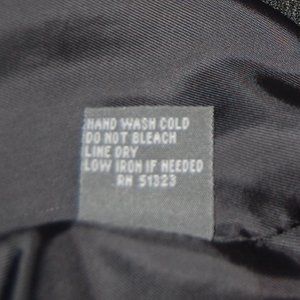 HAND WASH COLD
DO NOT BLEACH
LINE DRY
LOW IRON IF NEEDED
RN 51323